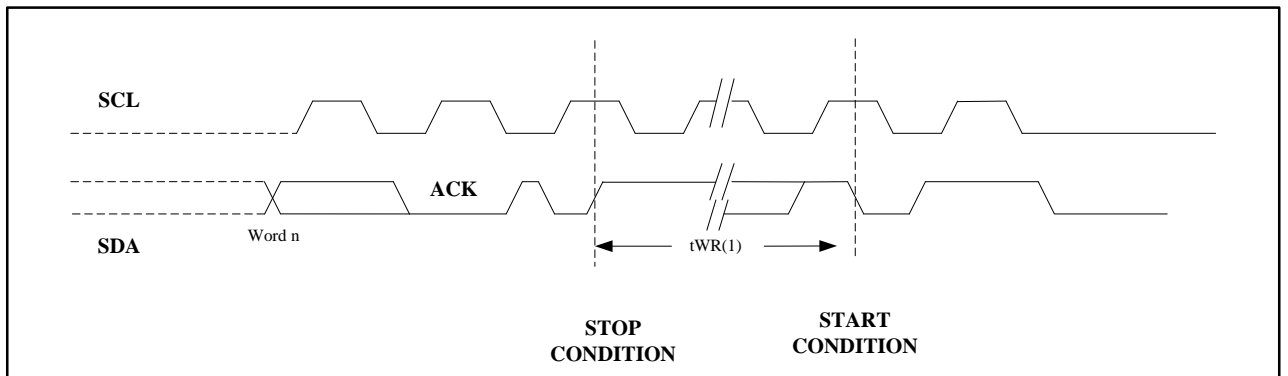 SCL
ACK
Word n
SDA
tWR(1)
STOP
CONDITION
START
CONDITION